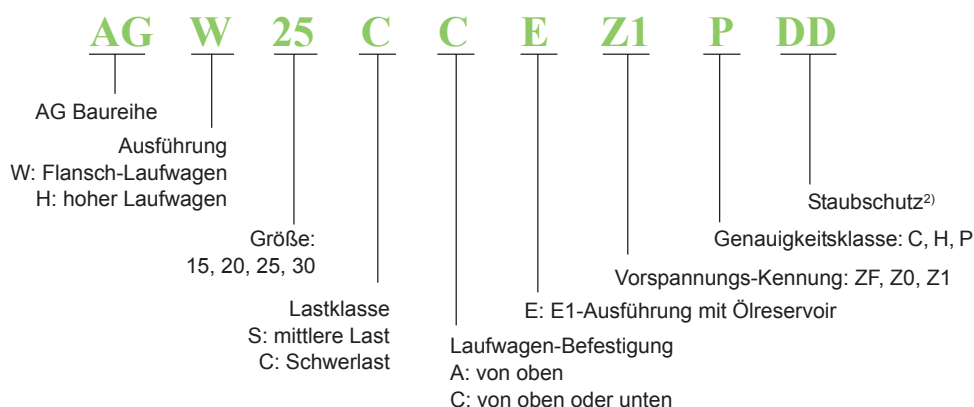 AG W 25 C C E Z1 P DD
AG Baureihe
Ausführung
W: Flansch-Laufwagen
H: hoher Laufwagen
Größe:
15, 20, 25, 30
Lastklasse
S: mittlere Last
C: Schwerlast
Laufwagen-Befestigung
A: von oben
C: von oben oder unten
E: E1-Ausführung mit Ölreservoir
Vorspannungs-Kennung: ZF, Z0, Z1
Genauigkeitsklasse: C, H, P
Staubschutz²⁾